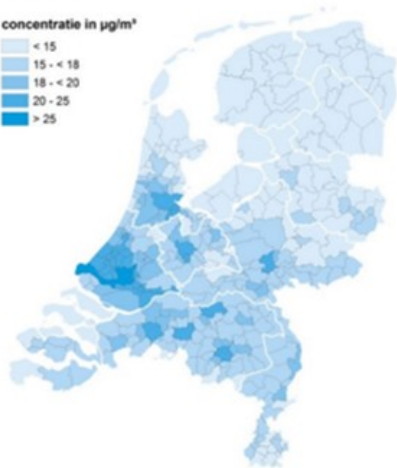 concentratie in µg/m³
< 15
15 - < 18
18 - < 20
20 - 25
> 25